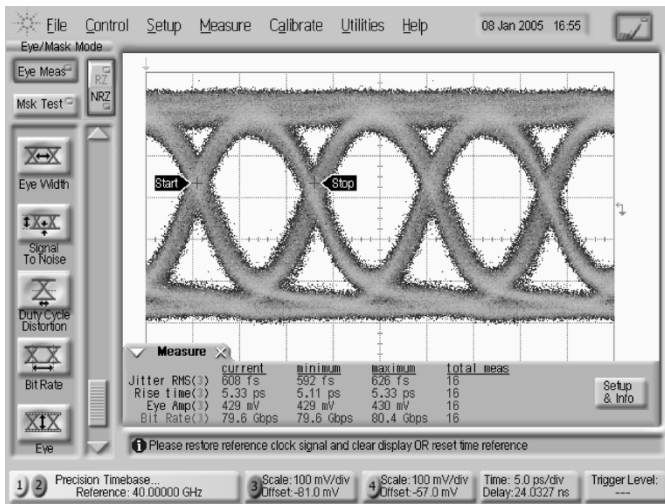 File Control Setup Measure Calibrate Utilities Help 08 Jan 2005 16:55
Eye/Mask Mode
Eye Meas
RZ
NRZ
Msk Test
Eye Width
Signal
To Noise
Duty Cycle
Distortion
Bit Rate
Eye
Start
Stop
Measure
current minimum maximum total meas
Jitter RMS(3) 608 fs 592 fs 626 fs 16
Rise time(3) 5.33 ps 5.11 ps 5.33 ps 16
Eye Amp(3) 429 mV 429 mV 430 mV 16
Bit Rate(3) 79.6 Gbps 79.6 Gbps 80.4 Gbps 16
Setup
& Info
Please restore reference clock signal and clear display OR reset time reference
1 2 Precision Timebase...
Reference: 40.00000 GHz
3 Scale: 100 mV/div
Offset:-81.0 mV
4 Scale: 100 mV/div
Offset:-57.0 mV
Time: 5.0 ps/div
Delay:24.0327 ns
Trigger Level:
---